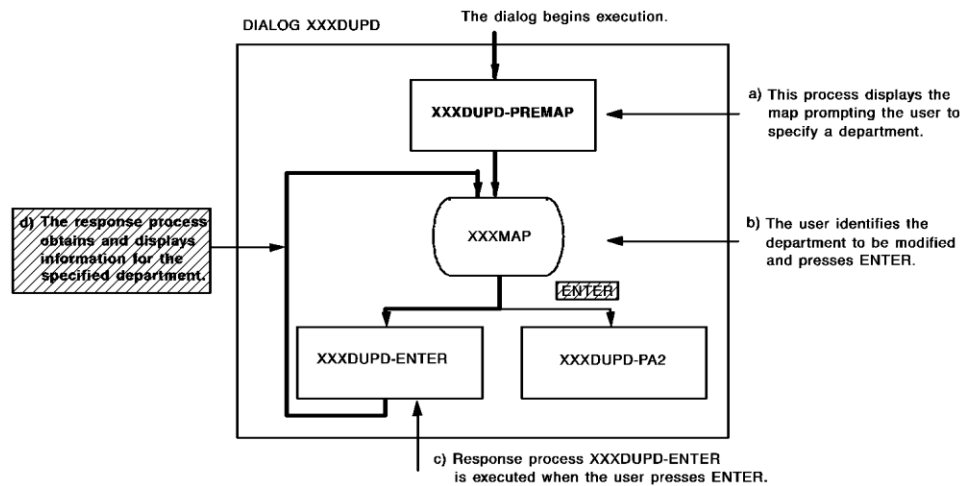 The dialog begins execution.
DIALOG XXXDUPD
XXXDUPD-PREMAP
a) This process displays the
map prompting the user to
specify a department.
d) The response process
obtains and displays
information for the
specified department.
XXXMAP
b) The user identifies the
department to be modified
and presses ENTER.
ENTER
XXXDUPD-ENTER
XXXDUPD-PA2
c) Response process XXXDUPD-ENTER
is executed when the user presses ENTER.